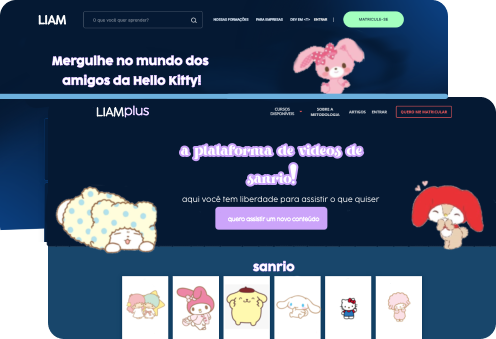 LIAM
O que você quer aprender?
NOSSAS FORMAÇÕES
PARA EMPRESAS
DEV EM <T>
ENTRAR
MATRICULE-SE
Mergulhe no mundo dos
amigos da Hello Kitty!
LIAMplus
CURSOS
DISPONÍVEIS
SOBRE A
METODOLOGIA
ARTIGOS
ENTRAR
QUERO ME MATRICULAR
a plataforma de vídeos de
sanrio!
aqui você tem liberdade para assistir o que quiser
quero assistir um novo conteúdo
sanrio